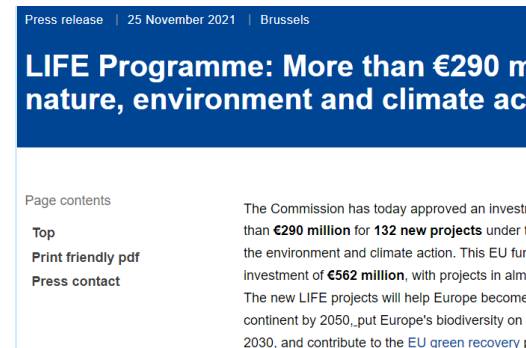 Press release | 25 November 2021 | Brussels
LIFE Programme: More than €290 m
nature, environment and climate ac
Page contents
Top
Print friendly pdf
Press contact
The Commission has today approved an invest
than €290 million for 132 new projects under
the environment and climate action. This EU fu
investment of €562 million, with projects in alm
The new LIFE projects will help Europe become
continent by 2050, put Europe's biodiversity on
2030, and contribute to the EU green recovery